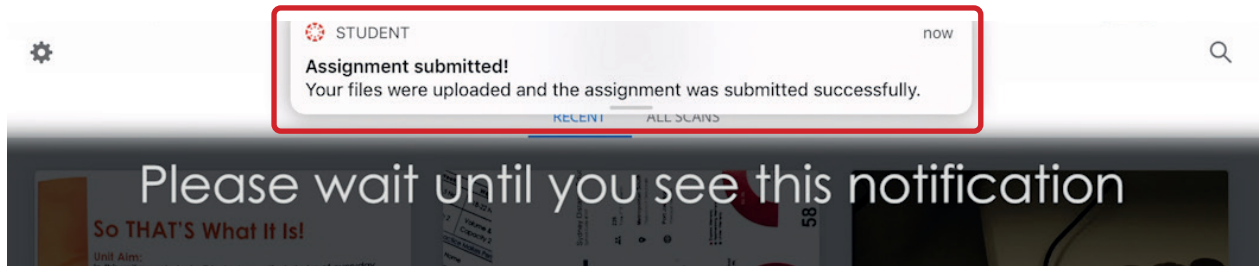 STUDENT now
Assignment submitted!
Your files were uploaded and the assignment was submitted successfully.
RECENT ALL SCANS
Please wait until you see this notification
So THAT'S What It Is!
Unit Aim:
58